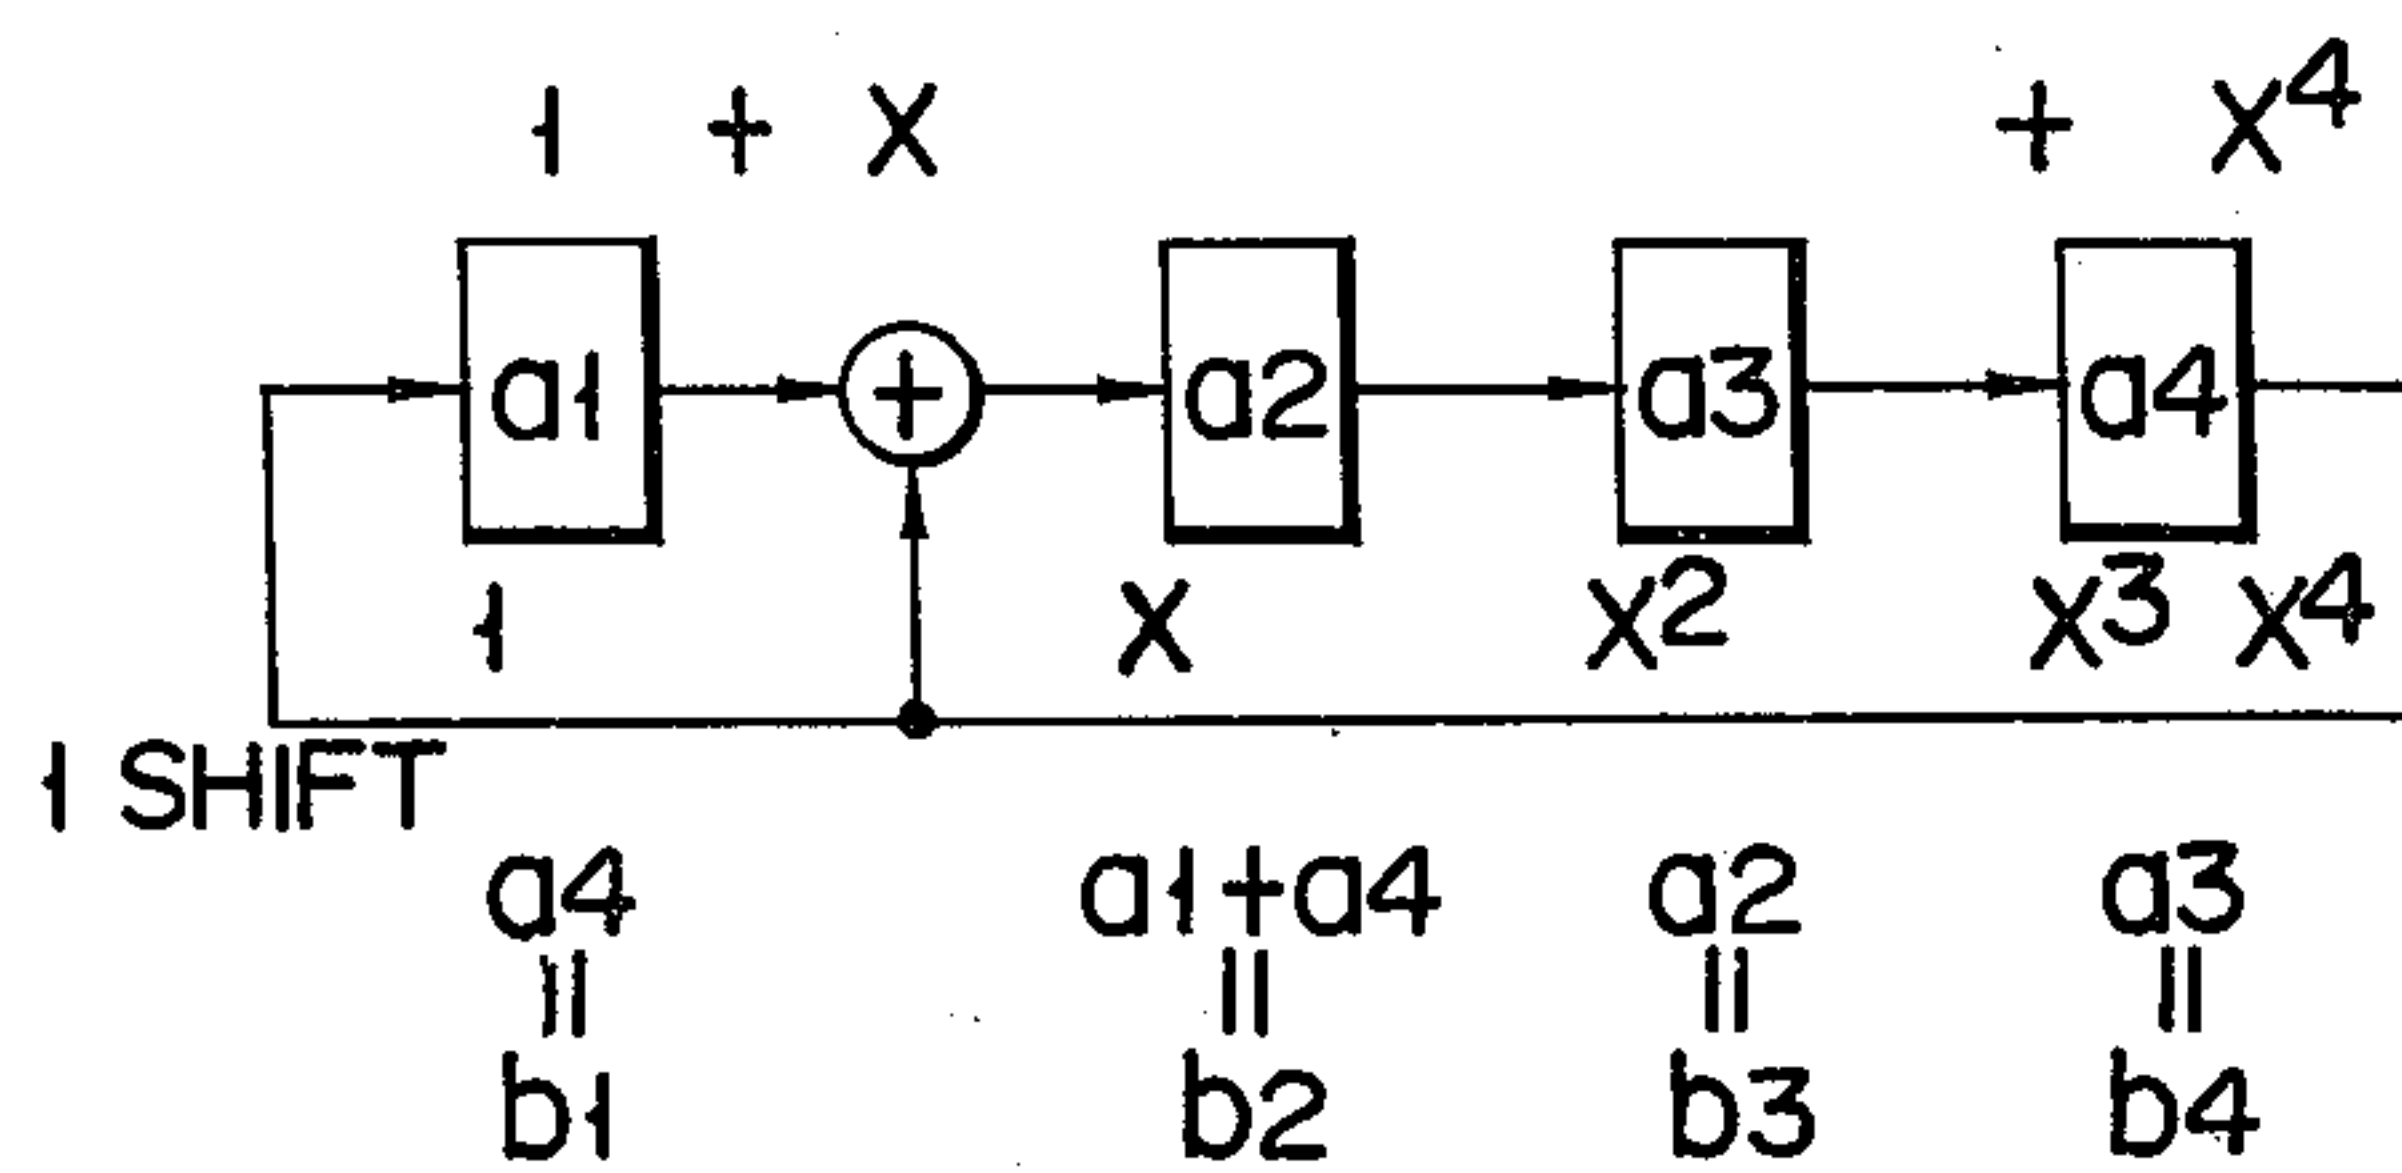 1 + X + X⁴
a1 + a2 a3 a4
1 X X² X³ X⁴
1 SHIFT
a4 a1+a4 a2 a3
= = = =
b1 b2 b3 b4